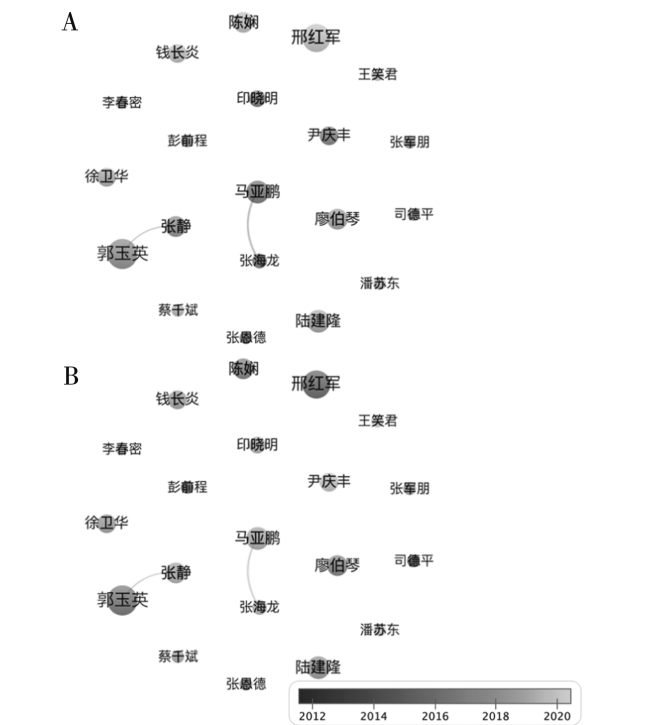 A
陈娴
邢红军
钱长炎
王笑君
李春密
印晓明
彭前程
尹庆丰
张军朋
徐卫华
马亚鹏
廖伯琴
司德平
张静
郭玉英
张海龙
潘苏东
蔡千斌
陆建隆
张恩德
B
陈娴
邢红军
钱长炎
王笑君
李春密
印晓明
彭前程
尹庆丰
张军朋
徐卫华
马亚鹏
廖伯琴
司德平
张静
郭玉英
张海龙
潘苏东
蔡千斌
陆建隆
张恩德
2012 2014 2016 2018 2020